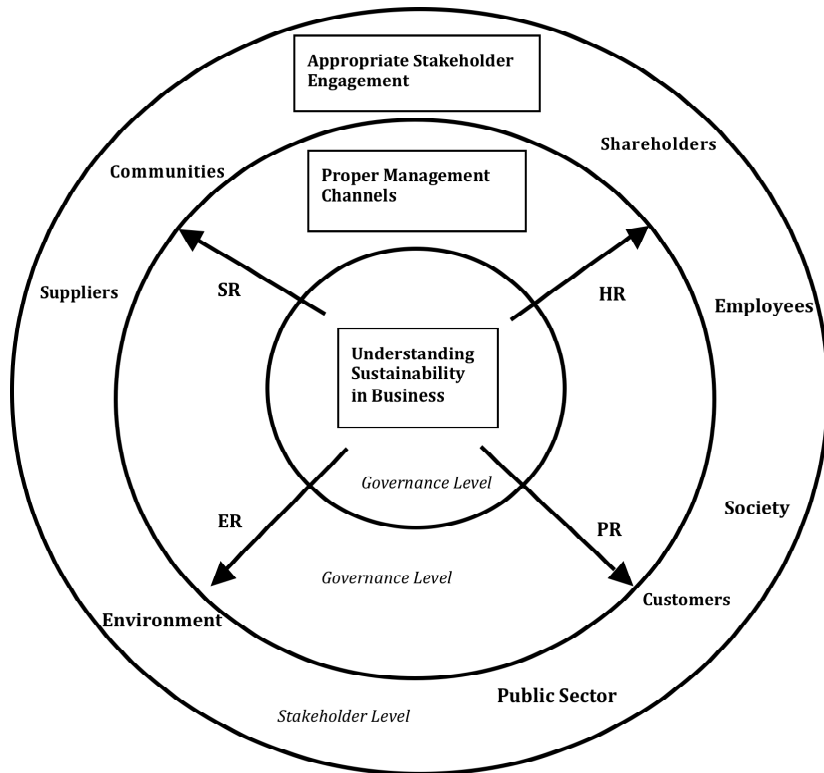 Appropriate Stakeholder
Engagement
Shareholders
Communities
Proper Management
Channels
Suppliers
SR
HR
Employees
Understanding
Sustainability
in Business
Governance Level
Society
ER
PR
Governance Level
Customers
Environment
Public Sector
Stakeholder Level